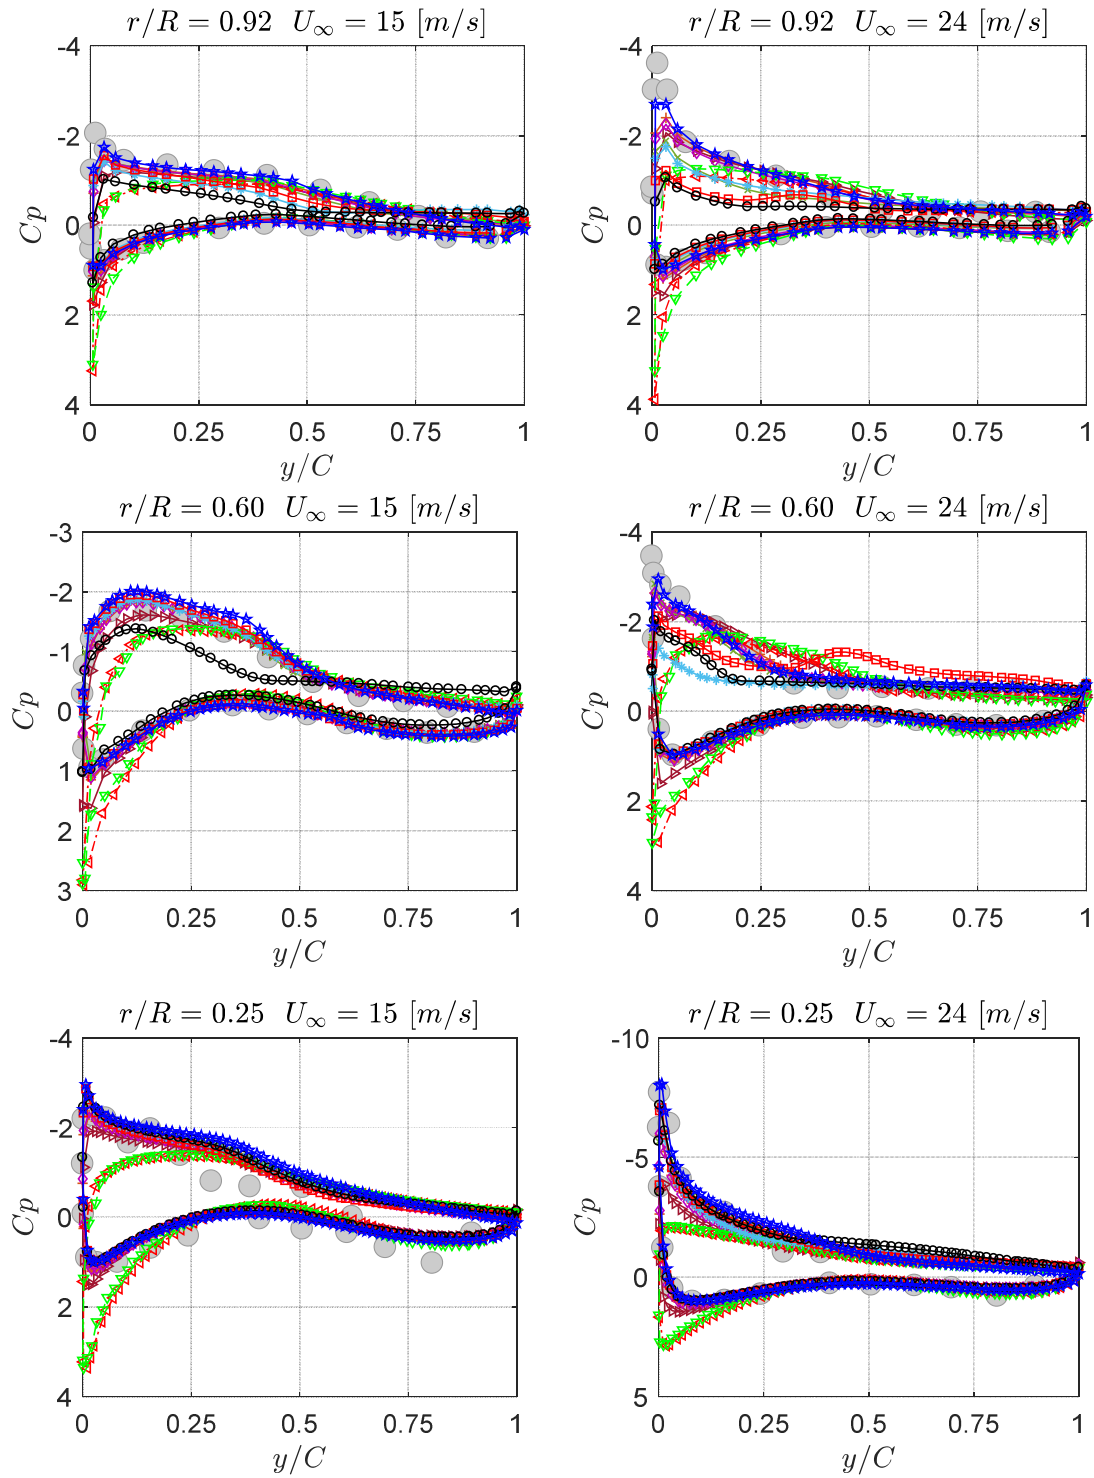 r/R = 0.92 U∞ = 15 [m/s]
-4
-2
0
2
4
Cp
0 0.25 0.5 0.75 1
y/C
r/R = 0.92 U∞ = 24 [m/s]
-4
-2
0
2
4
Cp
0 0.25 0.5 0.75 1
y/C
r/R = 0.60 U∞ = 15 [m/s]
-3
-2
-1
0
1
2
3
Cp
0 0.25 0.5 0.75 1
y/C
r/R = 0.60 U∞ = 24 [m/s]
-4
-2
0
2
4
Cp
0 0.25 0.5 0.75 1
y/C
r/R = 0.25 U∞ = 15 [m/s]
-4
-2
0
2
4
Cp
0 0.25 0.5 0.75 1
y/C
r/R = 0.25 U∞ = 24 [m/s]
-10
-5
0
5
Cp
0 0.25 0.5 0.75 1
y/C